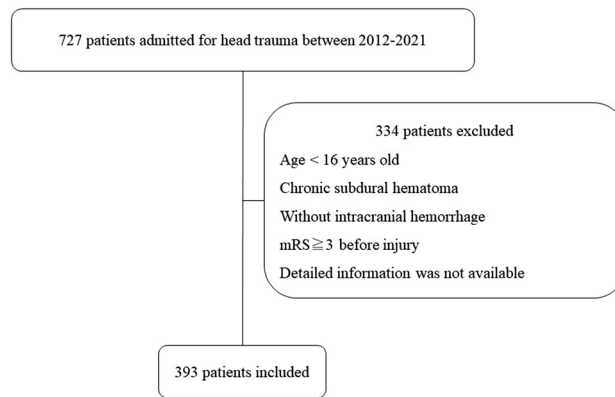 727 patients admitted for head trauma between 2012-2021
334 patients excluded
Age < 16 years old
Chronic subdural hematoma
Without intracranial hemorrhage
mRS≧3 before injury
Detailed information was not available
393 patients included